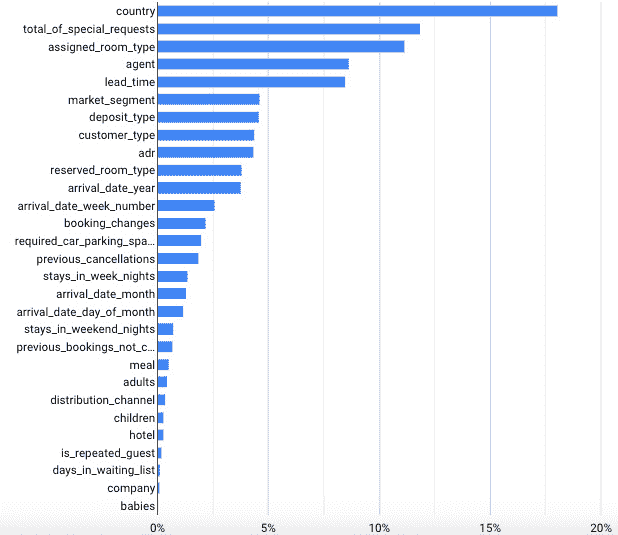 country
total_of_special_requests
assigned_room_type
agent
lead_time
market_segment
deposit_type
customer_type
adr
reserved_room_type
arrival_date_year
arrival_date_week_number
booking_changes
required_car_parking_spa...
previous_cancellations
stays_in_week_nights
arrival_date_month
arrival_date_day_of_month
stays_in_weekend_nights
previous_bookings_not_c...
meal
adults
distribution_channel
children
hotel
is_repeated_guest
days_in_waiting_list
company
babies
0% 5% 10% 15% 20%